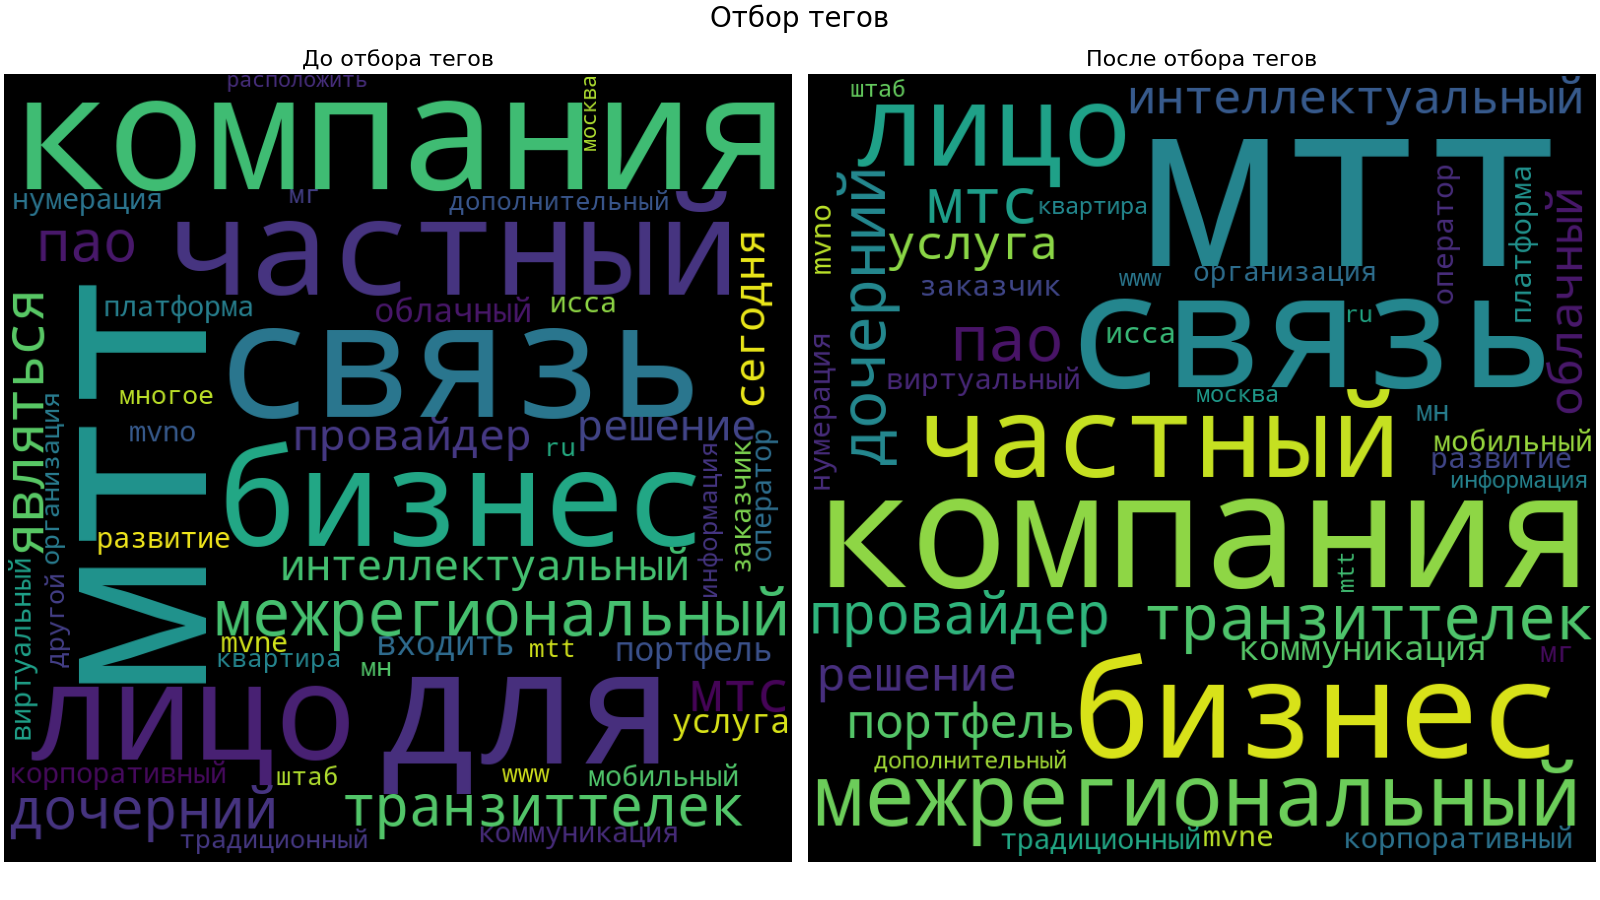 Отбор тегов
До отбора тегов
расположить
компания
москва
нумерация
мг
дополнительный
пао
частный
сегодня
платформа
облачный
исса
являться
МТТ
связь
многое
организация
mvno
провайдер
решение
ru
бизнес
информация
заказчик
оператор
развитие
интеллектуальный
виртуальный
другой
межрегиональный
mvne
входить
mtt
портфель
квартира
мн
лицо
для
мтс
услуга
корпоративный
штаб
www
мобильный
дочерний
транзиттелек
традиционный
коммуникация
После отбора тегов
штаб
лицо
интеллектуальный
МТТ
дочерний
мтс
квартира
mvno
услуга
оператор
платформа
облачный
заказчик
www
организация
пао
исса
связь
ru
нумерация
виртуальный
москва
частный
мн
мобильный
развитие
информация
компания
mtt
провайдер
транзиттелек
коммуникация
мг
решение
бизнес
портфель
дополнительный
межрегиональный
традиционный
mvne
корпоративный